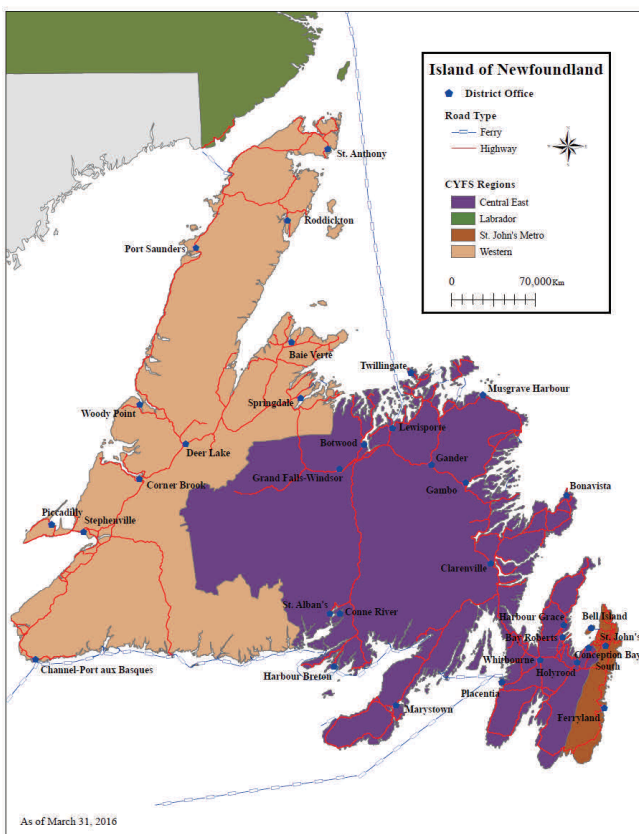 Island of Newfoundland
District Office
Road Type
Ferry
Highway
CYFS Regions
Central East
Labrador
St. John's Metro
Western
0 70,000Km
St. Anthony
Roddickton
Port Saunders
Baie Verte
Twillingate
Musgrave Harbour
Springdale
Woody Point
Lewisporte
Botwood
Deer Lake
Gander
Grand Falls-Windsor
Corner Brook
Gambo
Bonavista
Piccadilly
Stephenville
Clarenville
St. Alban's
Conne River
Harbour Grace
Bell Island
Bay Roberts
St. John's
Conception Bay
South
Whirbourne
Holyrood
Channel-Port aux Basques
Harbour Breton
Placentia
Marystown
Ferryland
As of March 31, 2016